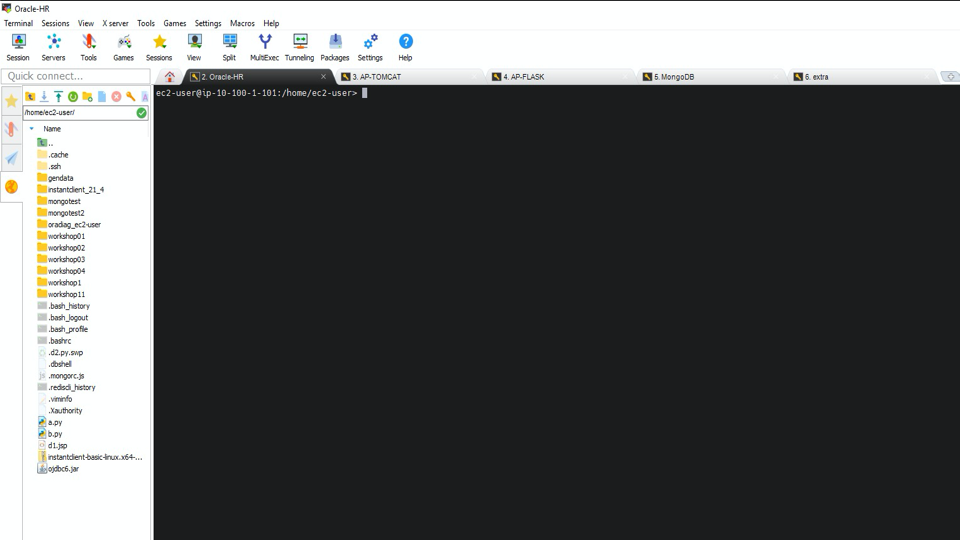 Oracle-HR
Terminal Sessions View X server Tools Games Settings Macros Help
Session Servers Tools Games Sessions View Split MultiExec Tunneling Packages Settings Help
Quick connect...
2. Oracle-HR
3. AP-TOMCAT
4. AP-FLASK
5. MongoDB
6. extra
/home/ec2-user/
Name
..
.cache
.ssh
gendata
instantclient_21_4
mongotest
mongotest2
oradiag_ec2-user
workshop01
workshop02
workshop03
workshop04
workshop1
workshop11
.bash_history
.bash_logout
.bash_profile
.bashrc
.d2.py.swp
.dbshell
.mongorc.js
.rediscli_history
.viminfo
.Xauthority
a.py
b.py
d1.jsp
instantclient-basic-linux.x64-...
ojdbc6.jar
ec2-user@ip-10-100-1-101:/home/ec2-user>